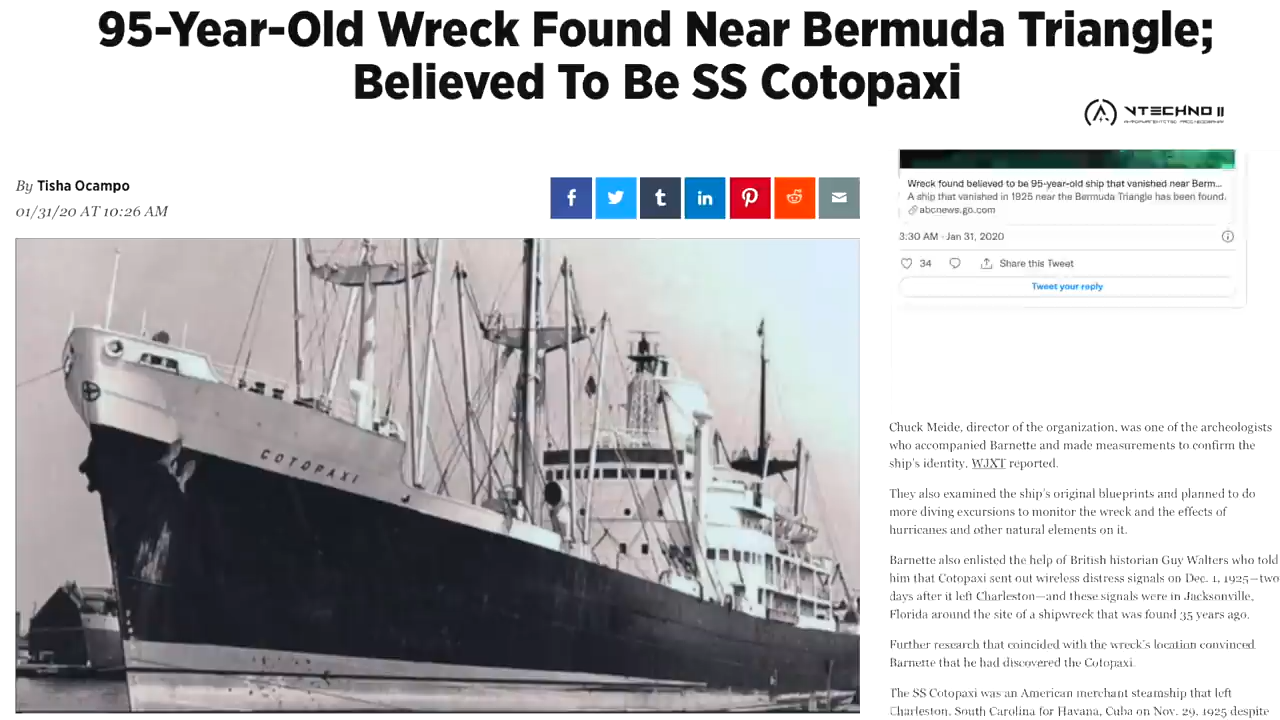 95-Year-Old Wreck Found Near Bermuda Triangle;
Believed To Be SS Cotopaxi
VTECHNO II
By Tisha Ocampo
01/31/20 AT 10:26 AM
COTOPAXI
Wreck found believed to be 95-year-old ship that vanished near Berm...
A ship that vanished in 1925 near the Bermuda Triangle has been found.
abcnews.go.com
3:30 AM · Jan 31, 2020
34
Share this Tweet
Tweet your reply
Chuck Meide, director of the organization, was one of the archeologists
who accompanied Barnette and made measurements to confirm the
ship's identity, WJXT reported.
They also examined the ship's original blueprints and planned to do
more diving excursions to monitor the wreck and the effects of
hurricanes and other natural elements on it.
Barnette also enlisted the help of British historian Guy Walters who told
him that Cotopaxi sent out wireless distress signals on Dec. 1, 1925—two
days after it left Charleston—and these signals were in Jacksonville,
Florida around the site of a shipwreck that was found 35 years ago.
Further research that coincided with the wreck's location convinced
Barnette that he had discovered the Cotopaxi.
The SS Cotopaxi was an American merchant steamship that left
Charleston, South Carolina for Havana, Cuba on Nov. 29, 1925 despite